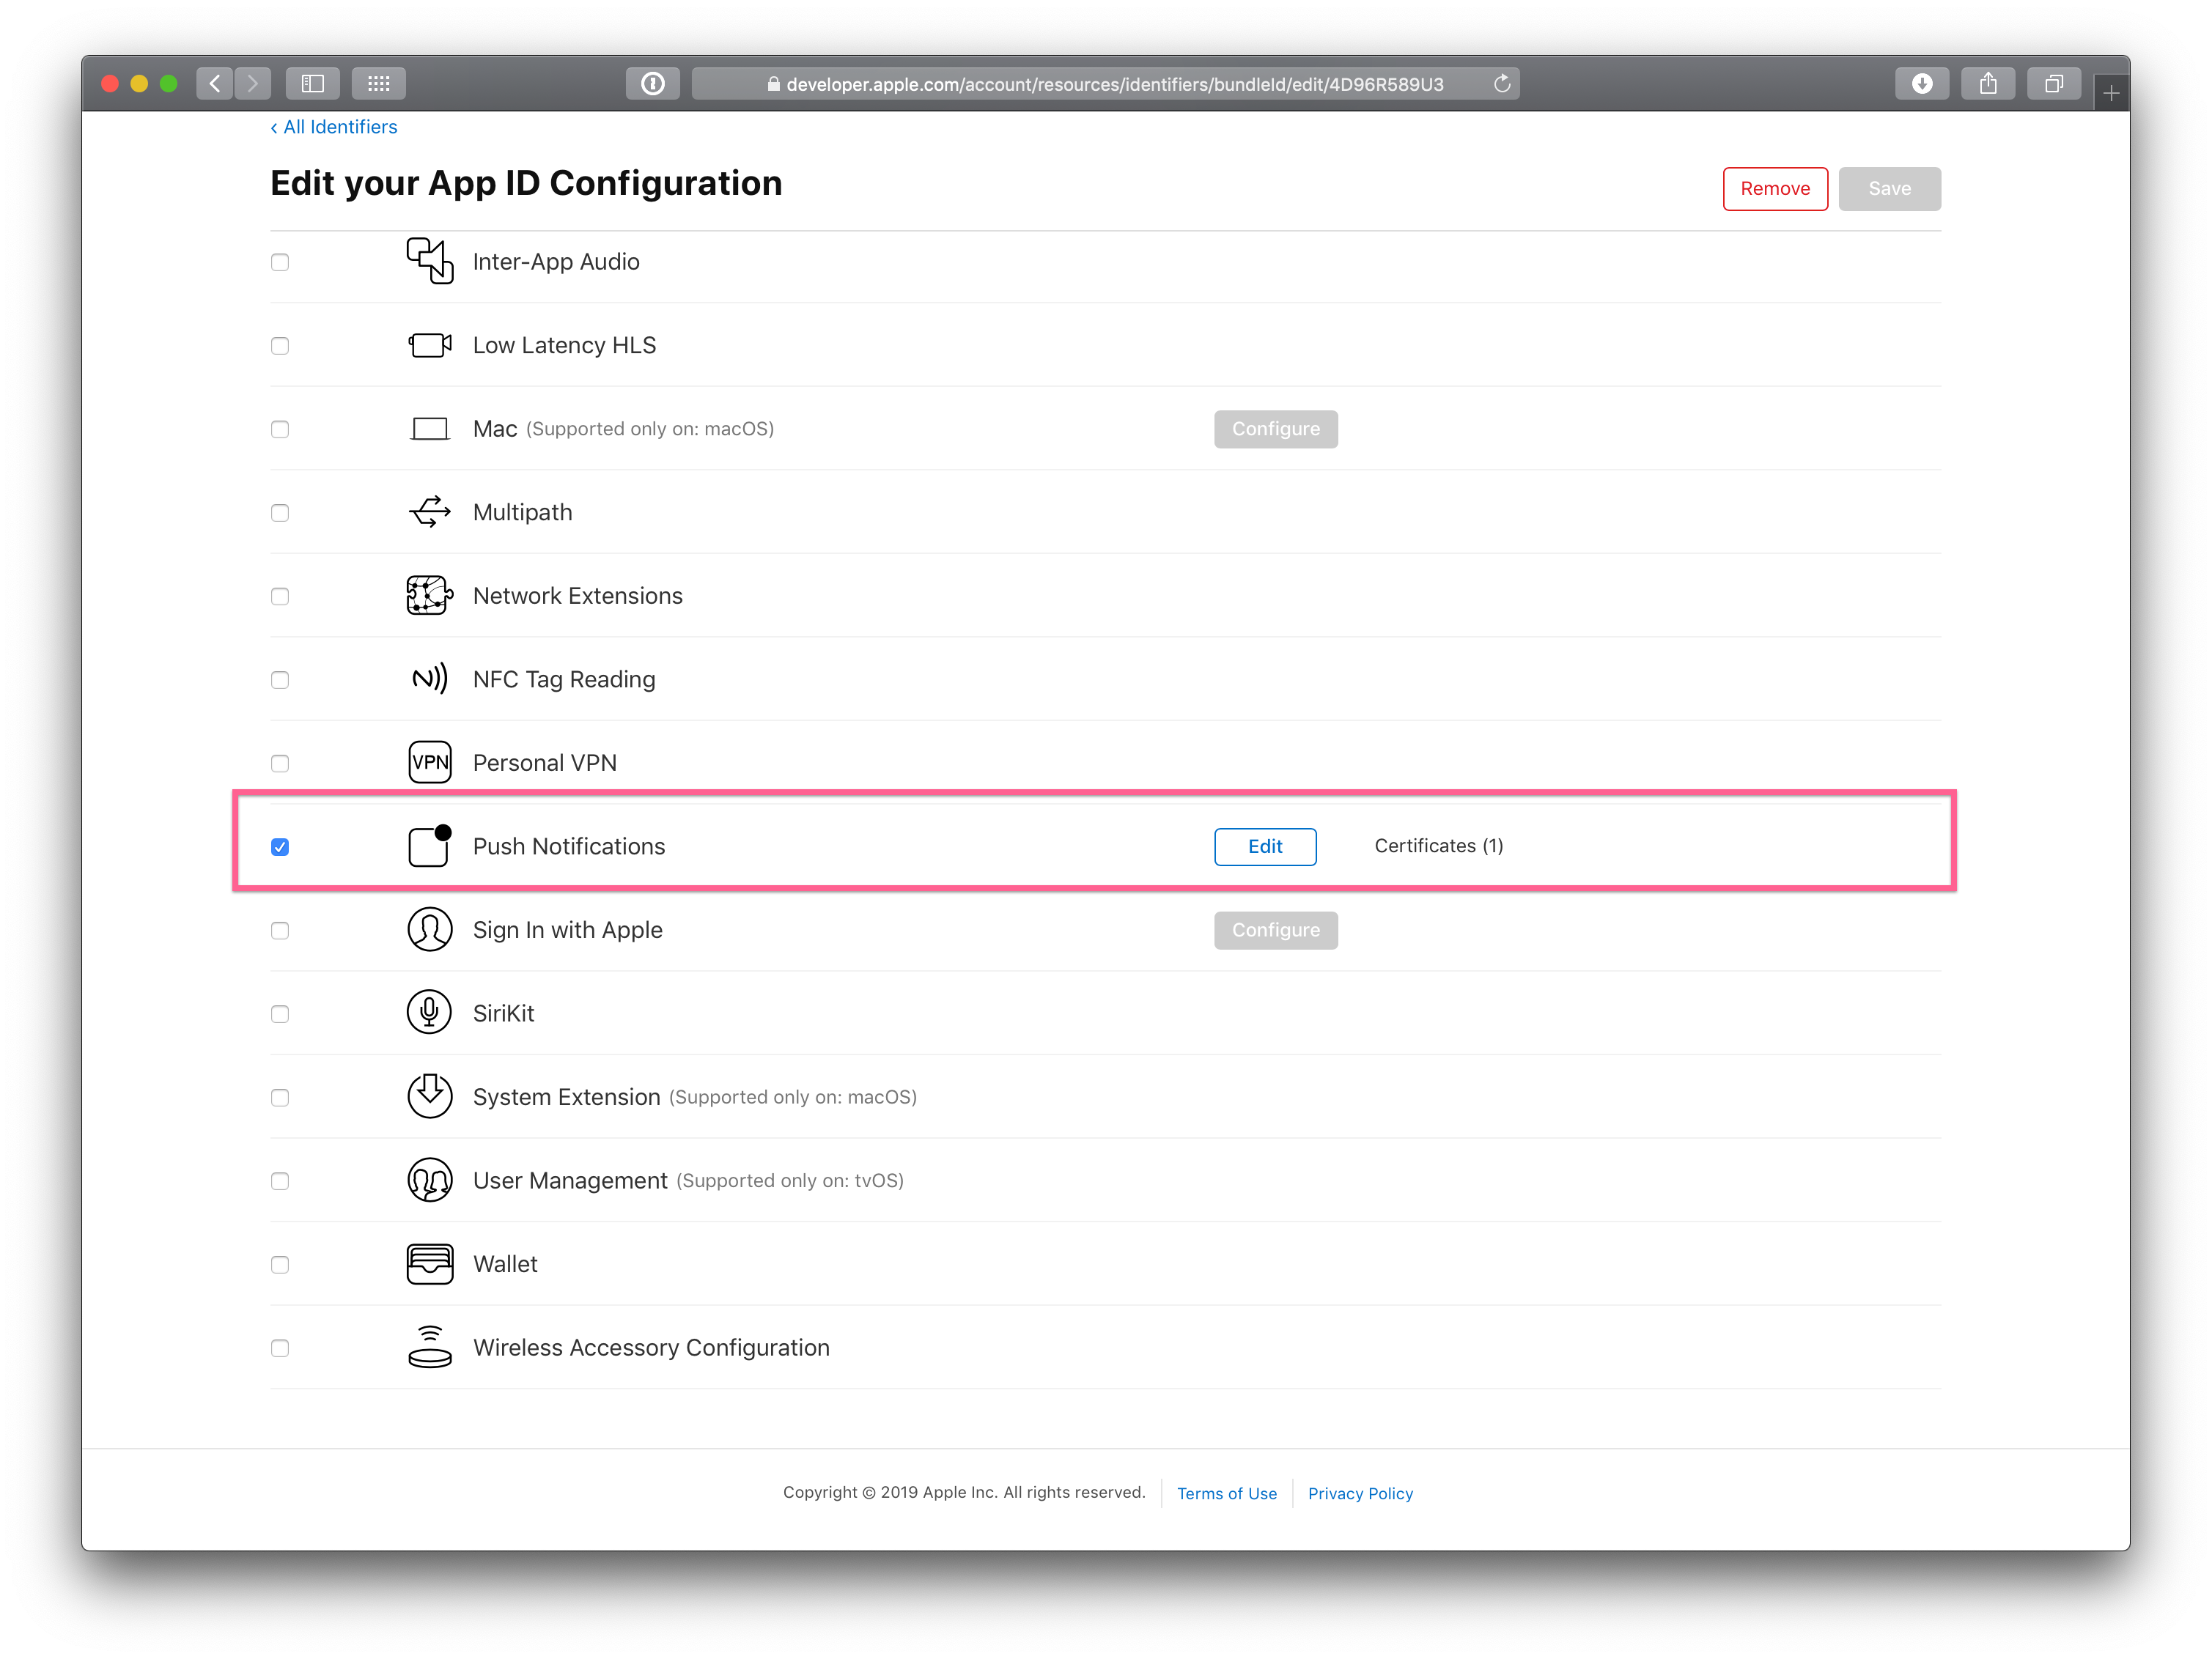 developer.apple.com/account/resources/identifiers/bundleId/edit/4D96R589U3
‹ All Identifiers
Edit your App ID Configuration
Remove
Save
Inter-App Audio
Low Latency HLS
Mac (Supported only on: macOS)
Configure
Multipath
Network Extensions
NFC Tag Reading
VPN
Personal VPN
Push Notifications
Edit
Certificates (1)
Sign In with Apple
Configure
SiriKit
System Extension (Supported only on: macOS)
User Management (Supported only on: tvOS)
Wallet
Wireless Accessory Configuration
Copyright © 2019 Apple Inc. All rights reserved.
Terms of Use
Privacy Policy